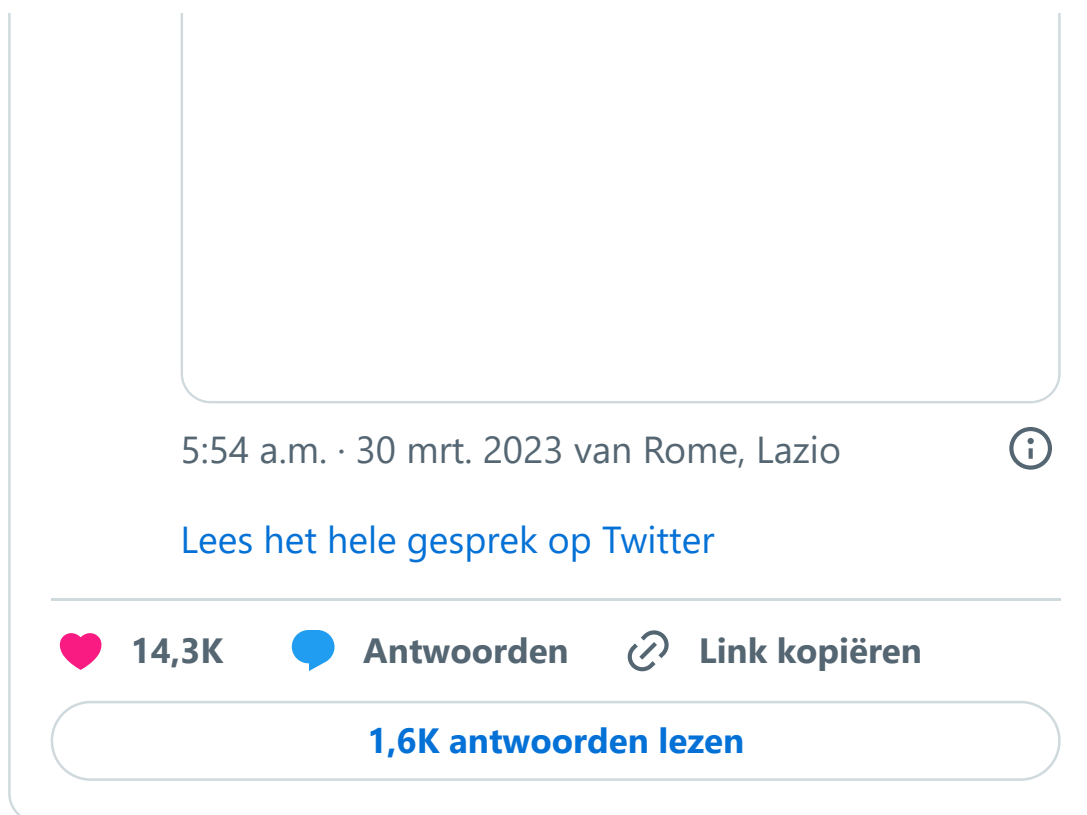 5:54 a.m. · 30 mrt. 2023 van Rome, Lazio
Lees het hele gesprek op Twitter
14,3K Antwoorden Link kopiëren
1,6K antwoorden lezen